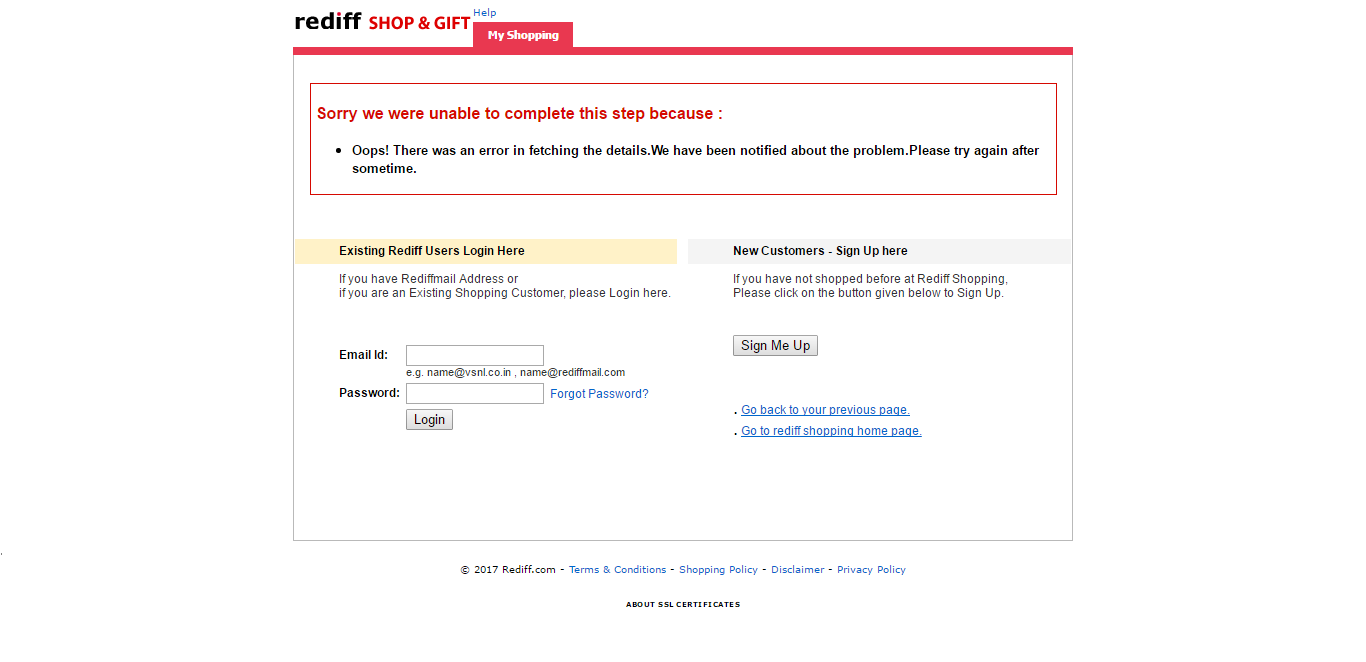 rediff SHOP & GIFT
Help
My Shopping
Sorry we were unable to complete this step because :
Oops! There was an error in fetching the details.We have been notified about the problem.Please try again after
sometime.
Existing Rediff Users Login Here
If you have Rediffmail Address or
if you are an Existing Shopping Customer, please Login here.
Email Id:
e.g. name@vsnl.co.in , name@rediffmail.com
Password:
Forgot Password?
Login
New Customers - Sign Up here
If you have not shopped before at Rediff Shopping,
Please click on the button given below to Sign Up.
Sign Me Up
. Go back to your previous page.
. Go to rediff shopping home page.
© 2017 Rediff.com - Terms & Conditions - Shopping Policy - Disclaimer - Privacy Policy
ABOUT SSL CERTIFICATES